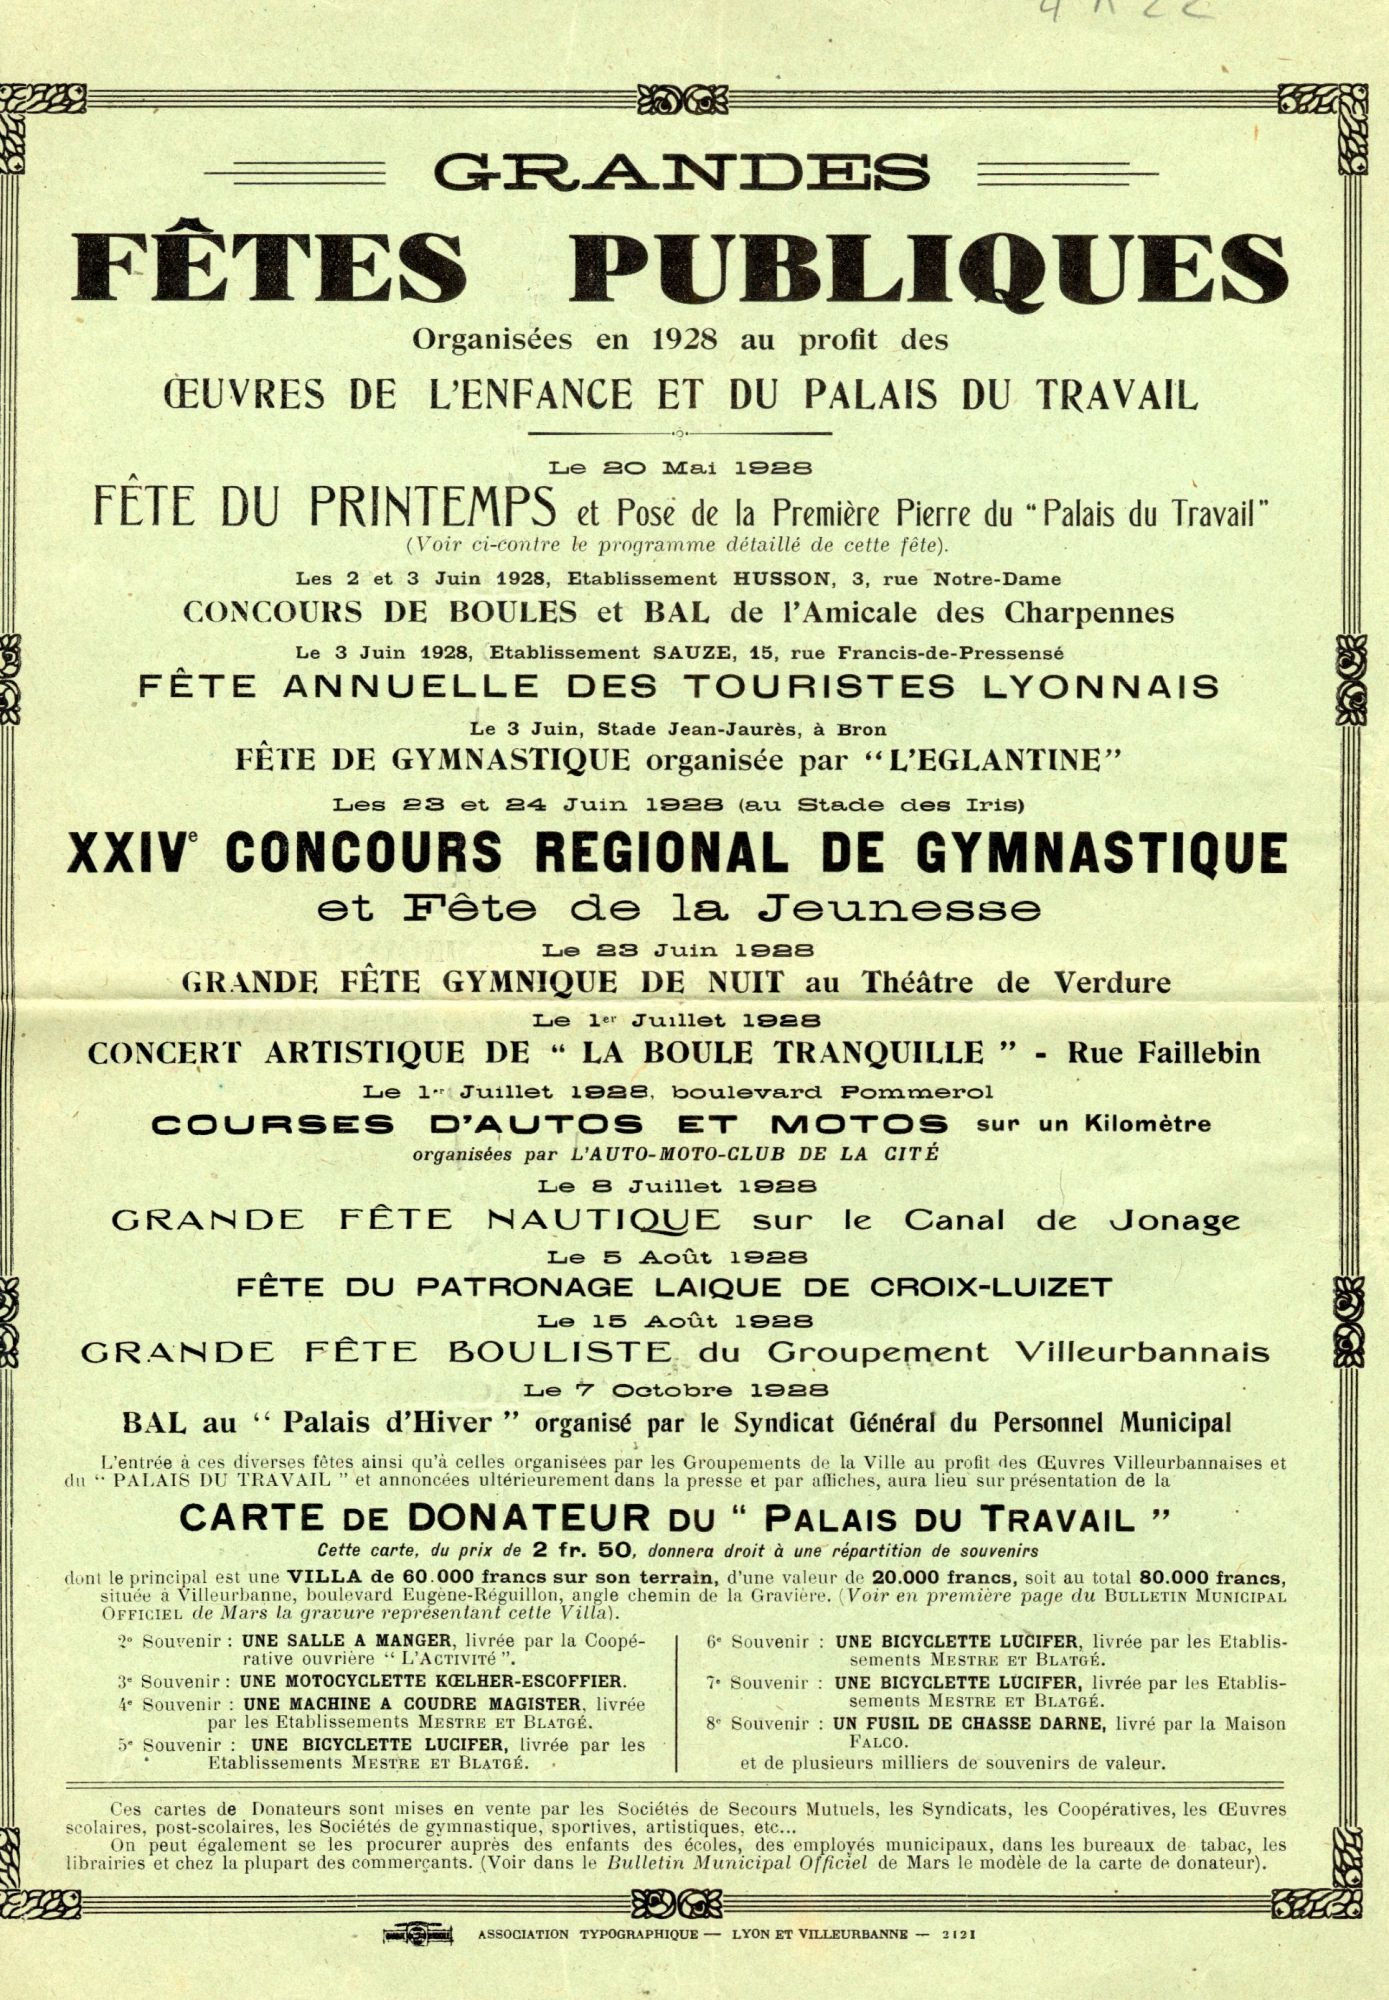 GRANDES
FÊTES PUBLIQUES
Organisées en 1928 au profit des
ŒUVRES DE L'ENFANCE ET DU PALAIS DU TRAVAIL
Le 20 Mai 1928
FÊTE DU PRINTEMPS et Pose de la Première Pierre du "Palais du Travail"
(Voir ci-contre le programme détaillé de cette fête).
Les 2 et 3 Juin 1928, Etablissement HUSSON, 3, rue Notre-Dame
CONCOURS DE BOULES et BAL de l'Amicale des Charpennes
Le 3 Juin 1928, Etablissement SAUZE, 15, rue Francis-de-Pressensé
FÊTE ANNUELLE DES TOURISTES LYONNAIS
Le 3 Juin, Stade Jean-Jaurès, à Bron
FÊTE DE GYMNASTIQUE organisée par "L'EGLANTINE"
Les 23 et 24 Juin 1928 (au Stade des Iris)
XXIVe CONCOURS REGIONAL DE GYMNASTIQUE
et Fête de la Jeunesse
Le 23 Juin 1928
GRANDE FÊTE GYMNIQUE DE NUIT au Théâtre de Verdure
Le 1er Juillet 1928
CONCERT ARTISTIQUE DE " LA BOULE TRANQUILLE " - Rue Faillebin
Le 1er Juillet 1928, boulevard Pommerol
COURSES D'AUTOS ET MOTOS sur un Kilomètre
organisées par L'AUTO-MOTO-CLUB DE LA CITÉ
Le 8 Juillet 1928
GRANDE FÊTE NAUTIQUE sur le Canal de Jonage
Le 5 Août 1928
FÊTE DU PATRONAGE LAIQUE DE CROIX-LUIZET
Le 15 Août 1928
GRANDE FÊTE BOULISTE du Groupement Villeurbannais
Le 7 Octobre 1928
BAL au " Palais d'Hiver " organisé par le Syndicat Général du Personnel Municipal
L'entrée à ces diverses fêtes ainsi qu'à celles organisées par les Groupements de la Ville au profit des Œuvres Villeurbannaises et
du " PALAIS DU TRAVAIL " et annoncées ultérieurement dans la presse et par affiches, aura lieu sur présentation de la
CARTE DE DONATEUR DU " PALAIS DU TRAVAIL "
Cette carte, du prix de 2 fr. 50, donnera droit à une répartition de souvenirs
dont le principal est une VILLA de 60.000 francs sur son terrain, d'une valeur de 20.000 francs, soit au total 80.000 francs,
située à Villeurbanne, boulevard Eugène-Réguillon, angle chemin de la Gravière. (Voir en première page du BULLETIN MUNICIPAL
OFFICIEL de Mars la gravure représentant cette Villa).
2e Souvenir : UNE SALLE A MANGER, livrée par la Coopé-
rative ouvrière " L'ACTIVITÉ ".
3e Souvenir : UNE MOTOCYCLETTE KŒLHER-ESCOFFIER.
4e Souvenir : UNE MACHINE A COUDRE MAGISTER, livrée
par les Etablissements MESTRE ET BLATGÉ.
5e Souvenir : UNE BICYCLETTE LUCIFER, livrée par les
Etablissements MESTRE ET BLATGÉ.
6e Souvenir : UNE BICYCLETTE LUCIFER, livrée par les Etablis-
sements MESTRE ET BLATGÉ.
7e Souvenir : UNE BICYCLETTE LUCIFER, livrée par les Etablis-
sements MESTRE ET BLATGÉ.
8e Souvenir : UN FUSIL DE CHASSE DARNE, livré par la Maison
FALCO.
et de plusieurs milliers de souvenirs de valeur.
Ces cartes de Donateurs sont mises en vente par les Sociétés de Secours Mutuels, les Syndicats, les Coopératives, les Œuvres
scolaires, post-scolaires, les Sociétés de gymnastique, sportives, artistiques, etc...
On peut également se les procurer auprès des enfants des écoles, des employés municipaux, dans les bureaux de tabac, les
librairies et chez la plupart des commerçants. (Voir dans le Bulletin Municipal Officiel de Mars le modèle de la carte de donateur).
ASSOCIATION TYPOGRAPHIQUE — LYON ET VILLEURBANNE — 2121